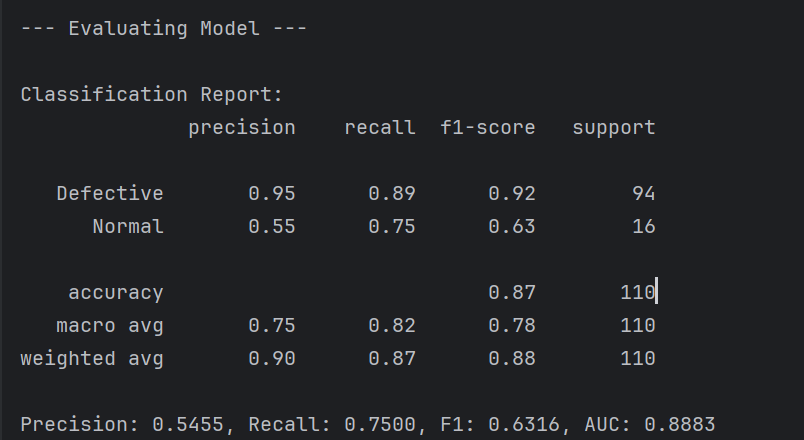 --- Evaluating Model ---
Classification Report:
precision recall f1-score support
Defective 0.95 0.89 0.92 94
Normal 0.55 0.75 0.63 16
accuracy 0.87 110
macro avg 0.75 0.82 0.78 110
weighted avg 0.90 0.87 0.88 110
Precision: 0.5455, Recall: 0.7500, F1: 0.6316, AUC: 0.8883